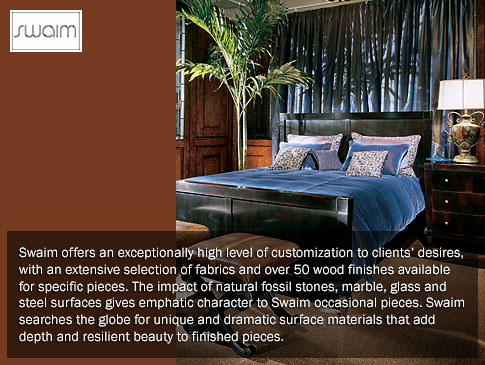 swaim
Swaim offers an exceptionally high level of customization to clients' desires,
with an extensive selection of fabrics and over 50 wood finishes available
for specific pieces. The impact of natural fossil stones, marble, glass and
steel surfaces gives emphatic character to Swaim occasional pieces. Swaim
searches the globe for unique and dramatic surface materials that add
depth and resilient beauty to finished pieces.